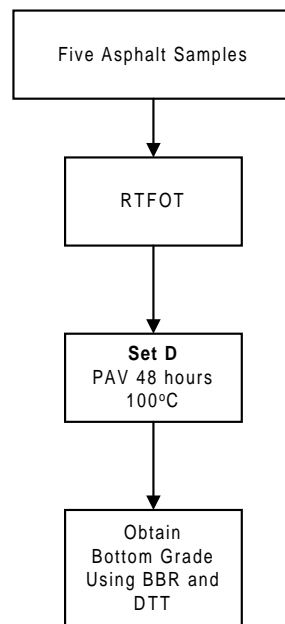 Five Asphalt Samples
RTFOT
Set D
PAV 48 hours
100ºC
Obtain
Bottom Grade
Using BBR and
DTT